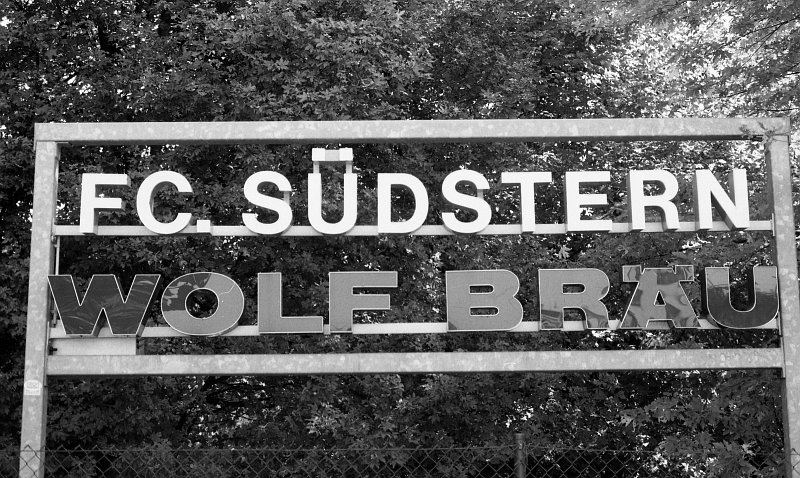 FC. SÜDSTERN
WOLF BRÄU